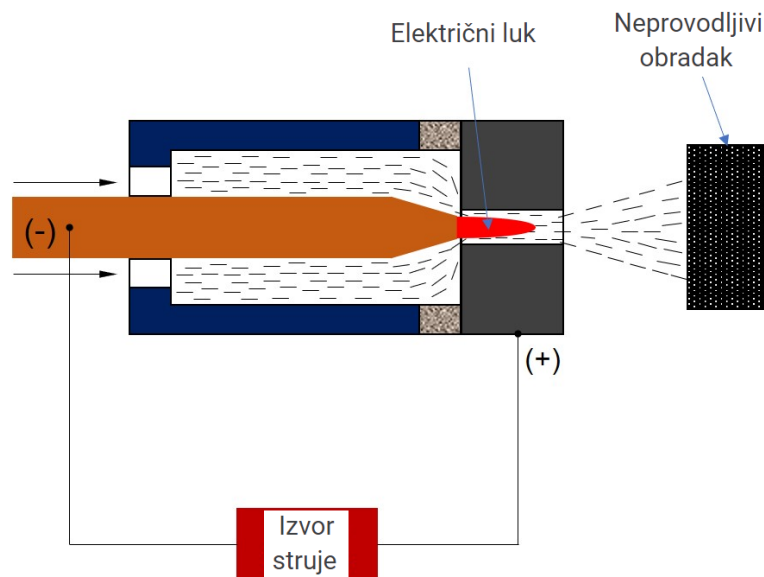 Električni luk
Neprovodljivi
obradak
(-)
(+)
Izvor
struje